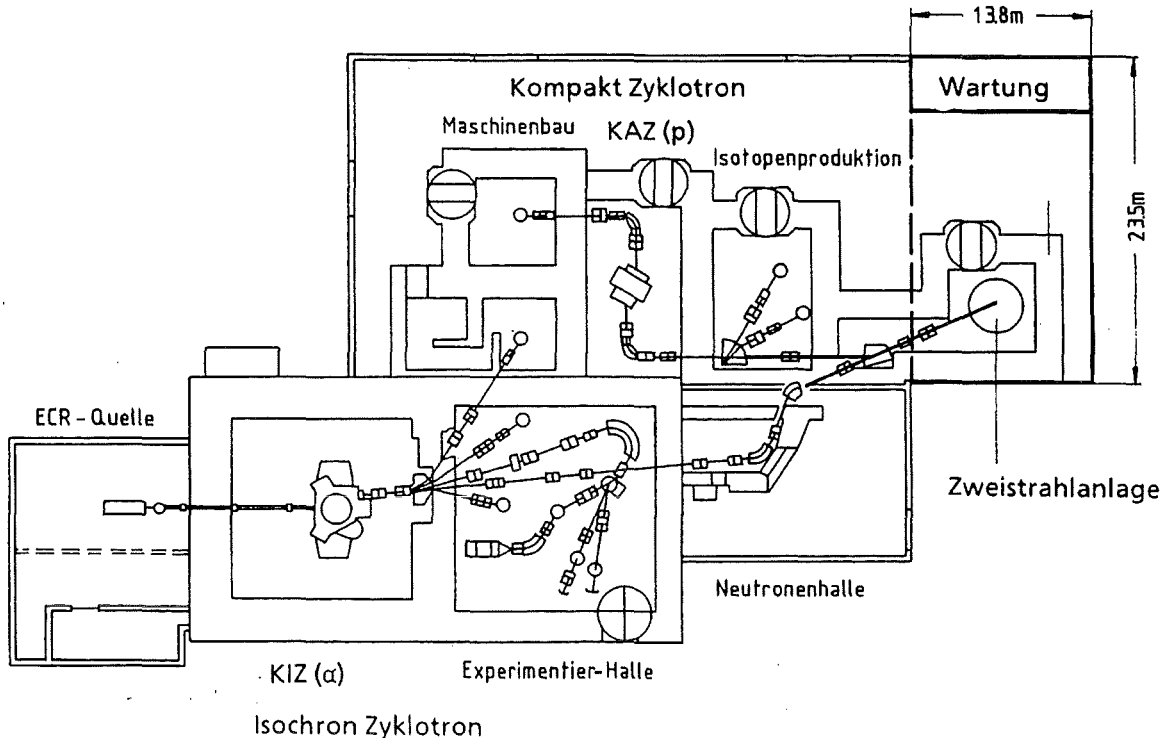 13.8m
Kompakt Zyklotron
Wartung
Maschinenbau
KAZ (p)
Isotopenproduktion
23.5m
ECR - Quelle
Zweistrahlanlage
Neutronenhalle
KIZ (α)
Experimentier-Halle
Isochron Zyklotron